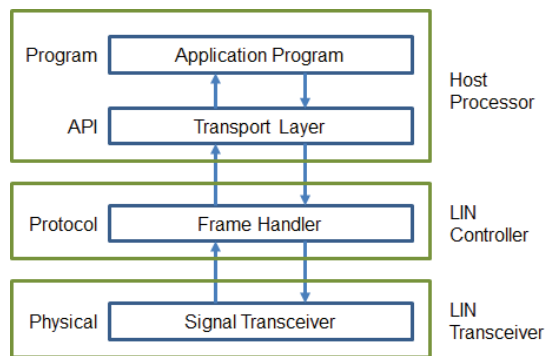 Program
Application Program
Host
Processor
API
Transport Layer
Protocol
Frame Handler
LIN
Controller
Physical
Signal Transceiver
LIN
Transceiver